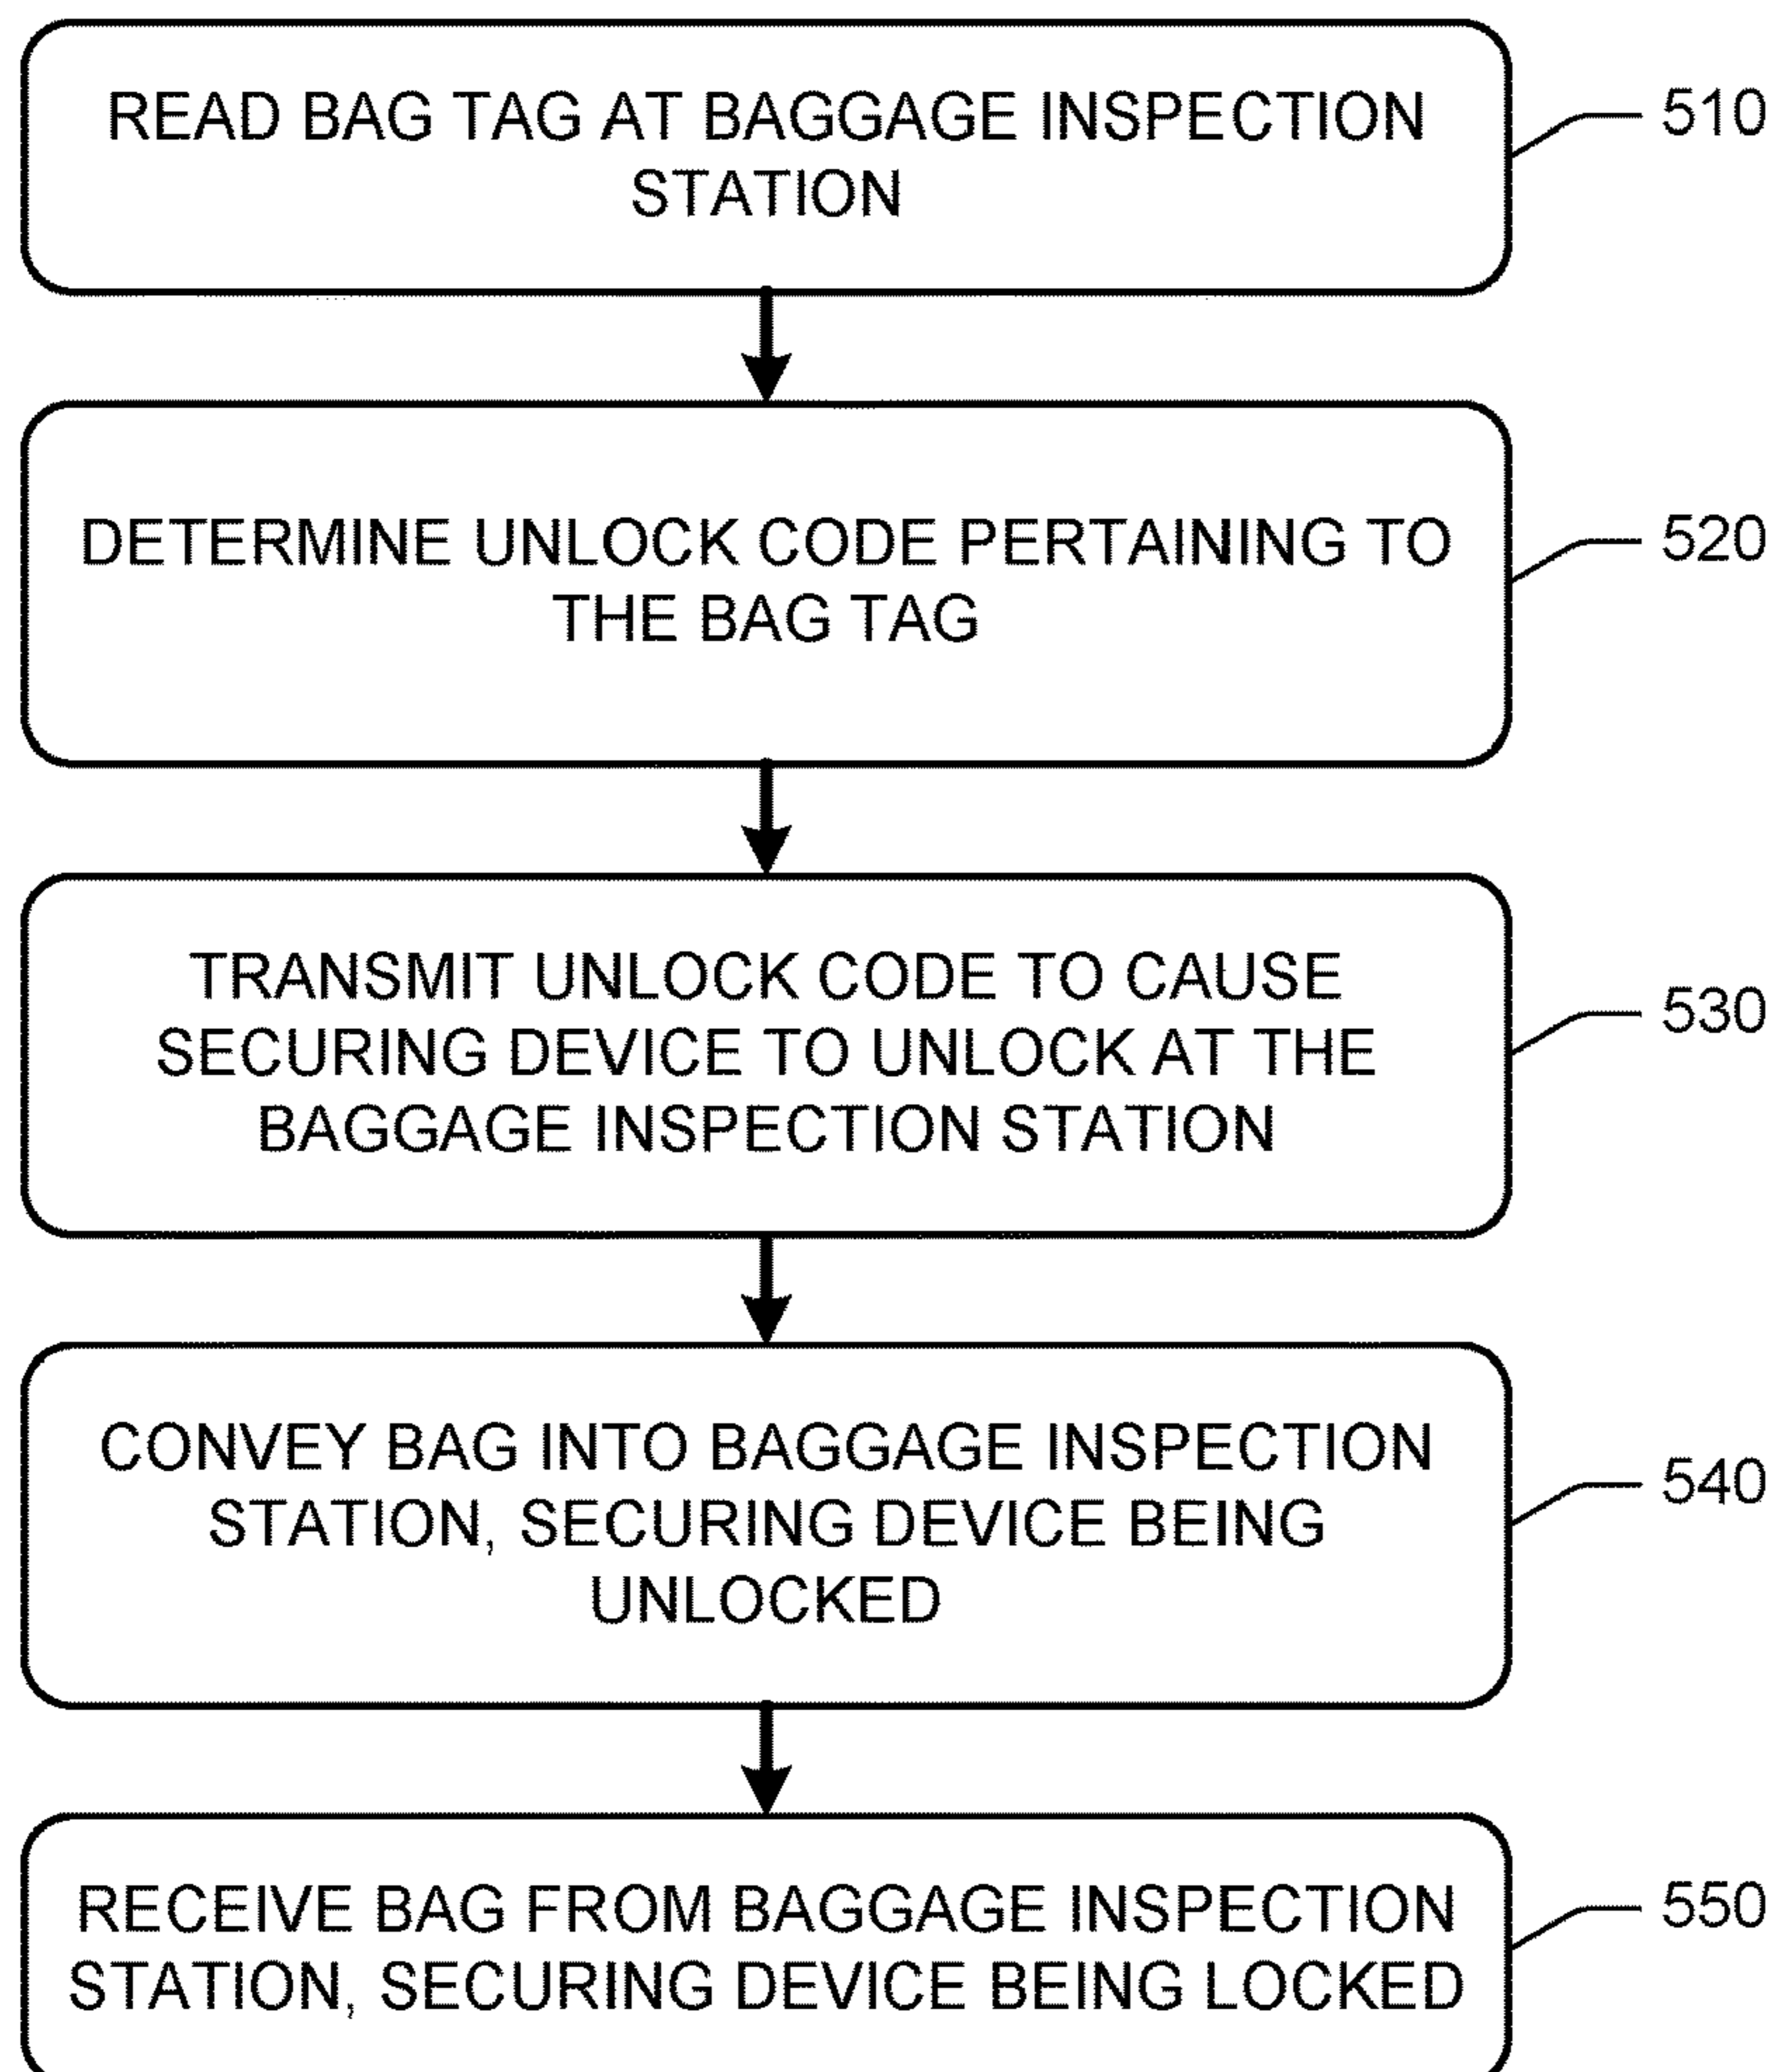 READ BAG TAG AT BAGGAGE INSPECTION
STATION
510
DETERMINE UNLOCK CODE PERTAINING TO
THE BAG TAG
520
TRANSMIT UNLOCK CODE TO CAUSE
SECURING DEVICE TO UNLOCK AT THE
BAGGAGE INSPECTION STATION
530
CONVEY BAG INTO BAGGAGE INSPECTION
STATION, SECURING DEVICE BEING
UNLOCKED
540
RECEIVE BAG FROM BAGGAGE INSPECTION
STATION, SECURING DEVICE BEING LOCKED
550